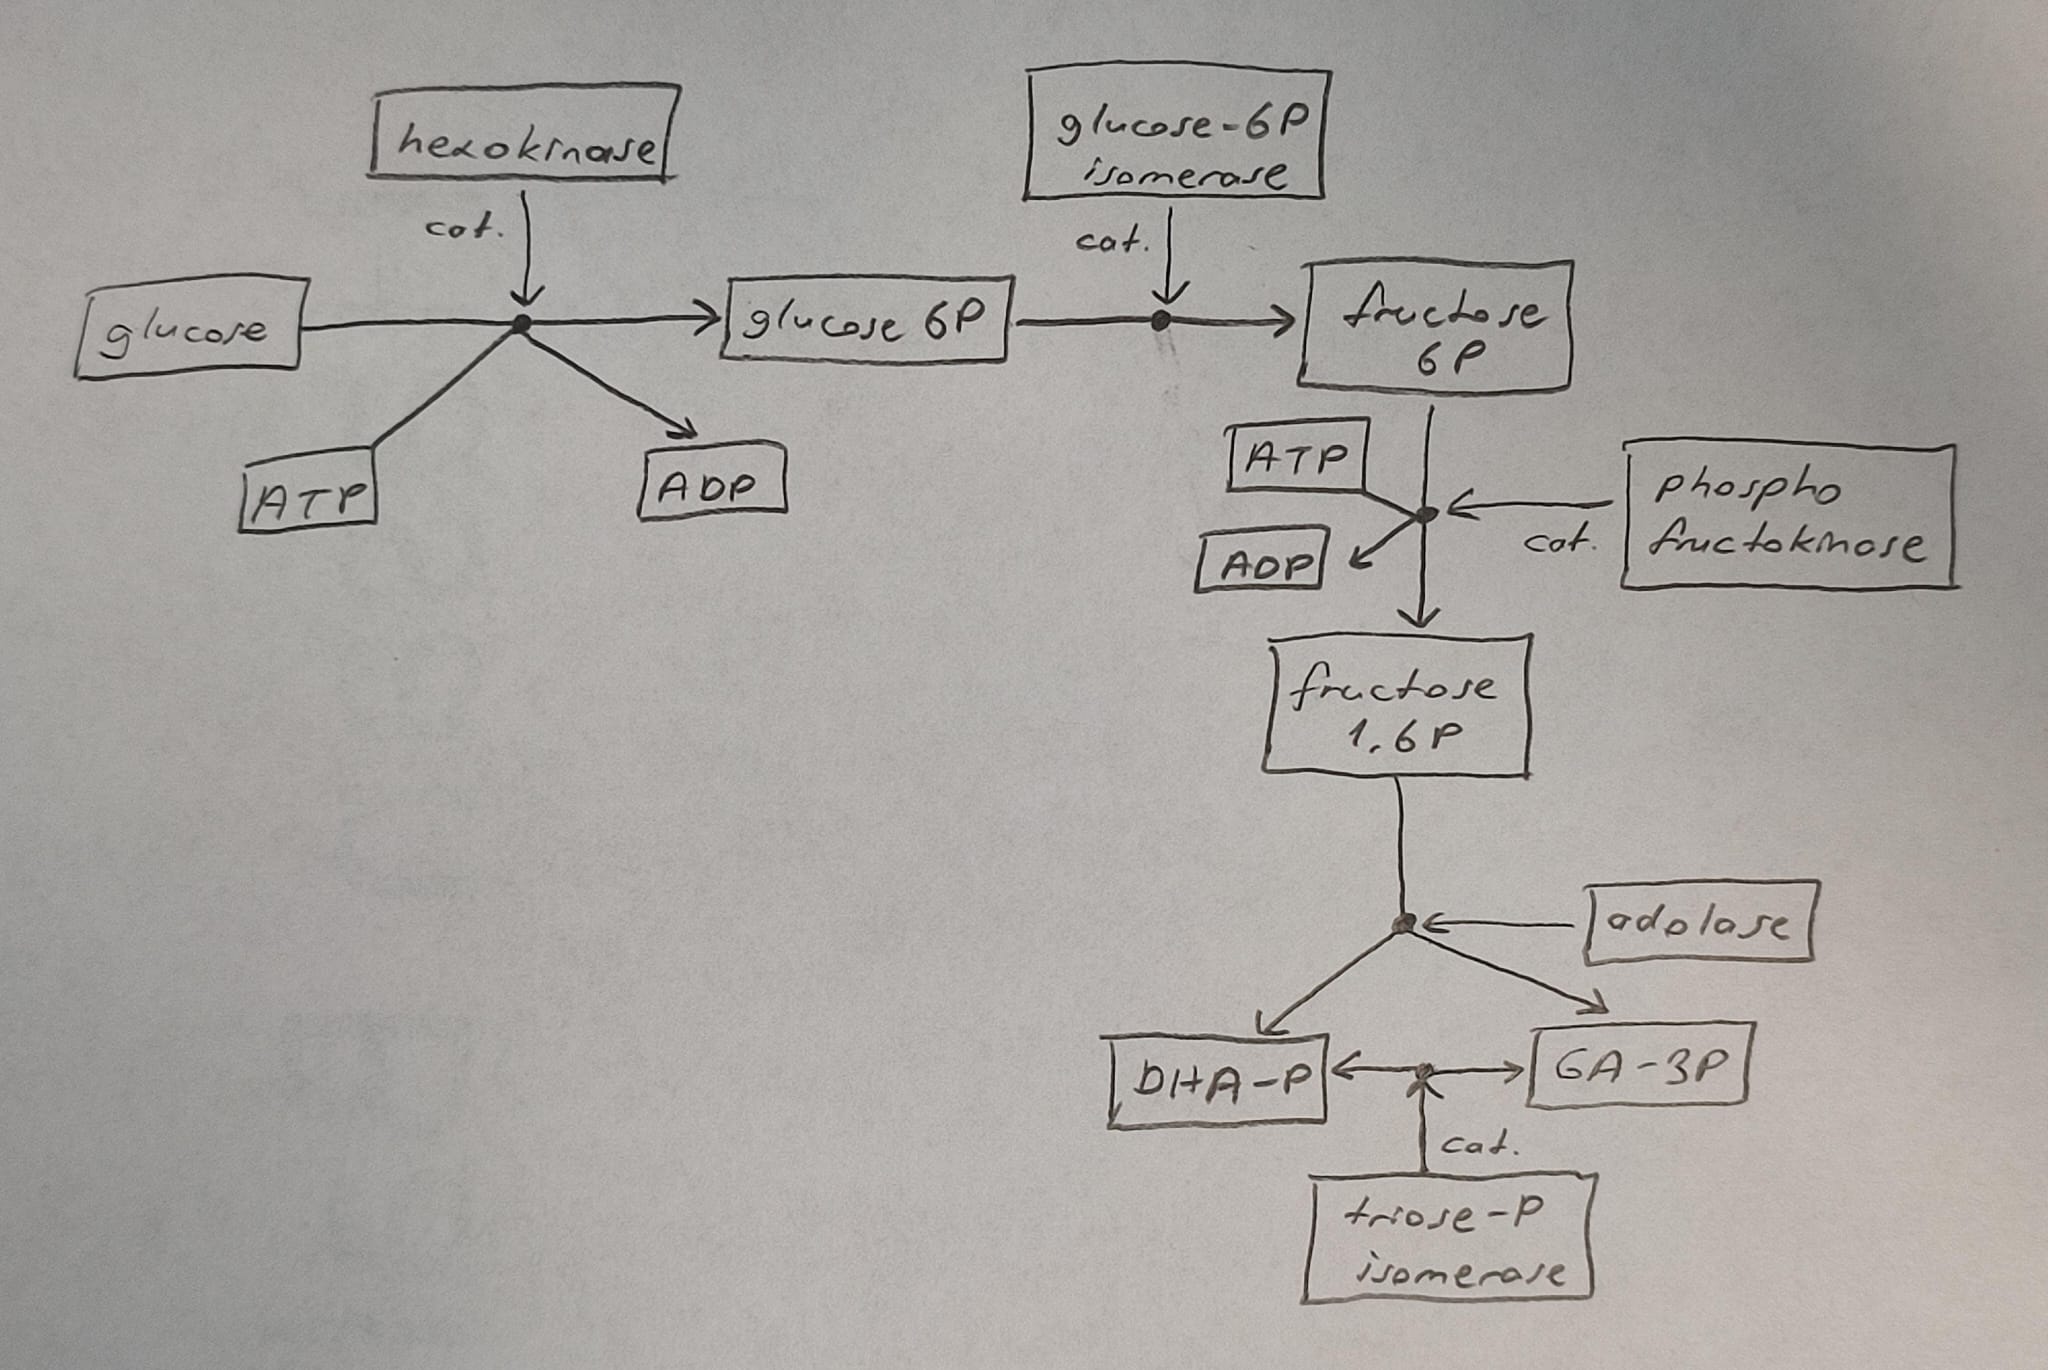 hexokinase
glucose-6P
isomerase
cat.
cat.
glucose
glucose 6P
fructose
6P
ATP
ADP
ATP
phospho
fructokinase
cat.
ADP
fructose
1,6P
adolase
DHA-P
GA-3P
cat.
triose-P
isomerase